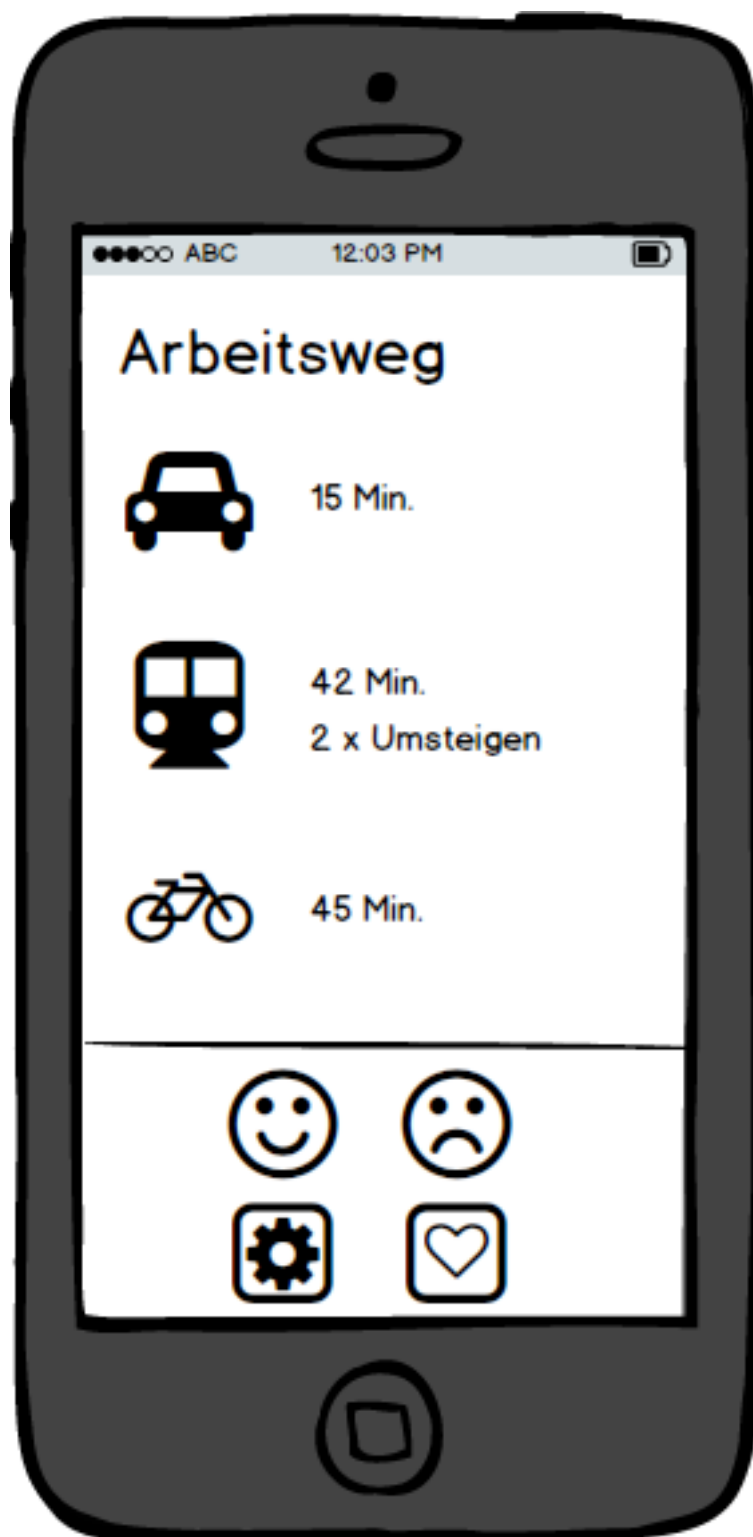 ABC 12:03 PM
Arbeitsweg
15 Min.
42 Min.
2 x Umsteigen
45 Min.